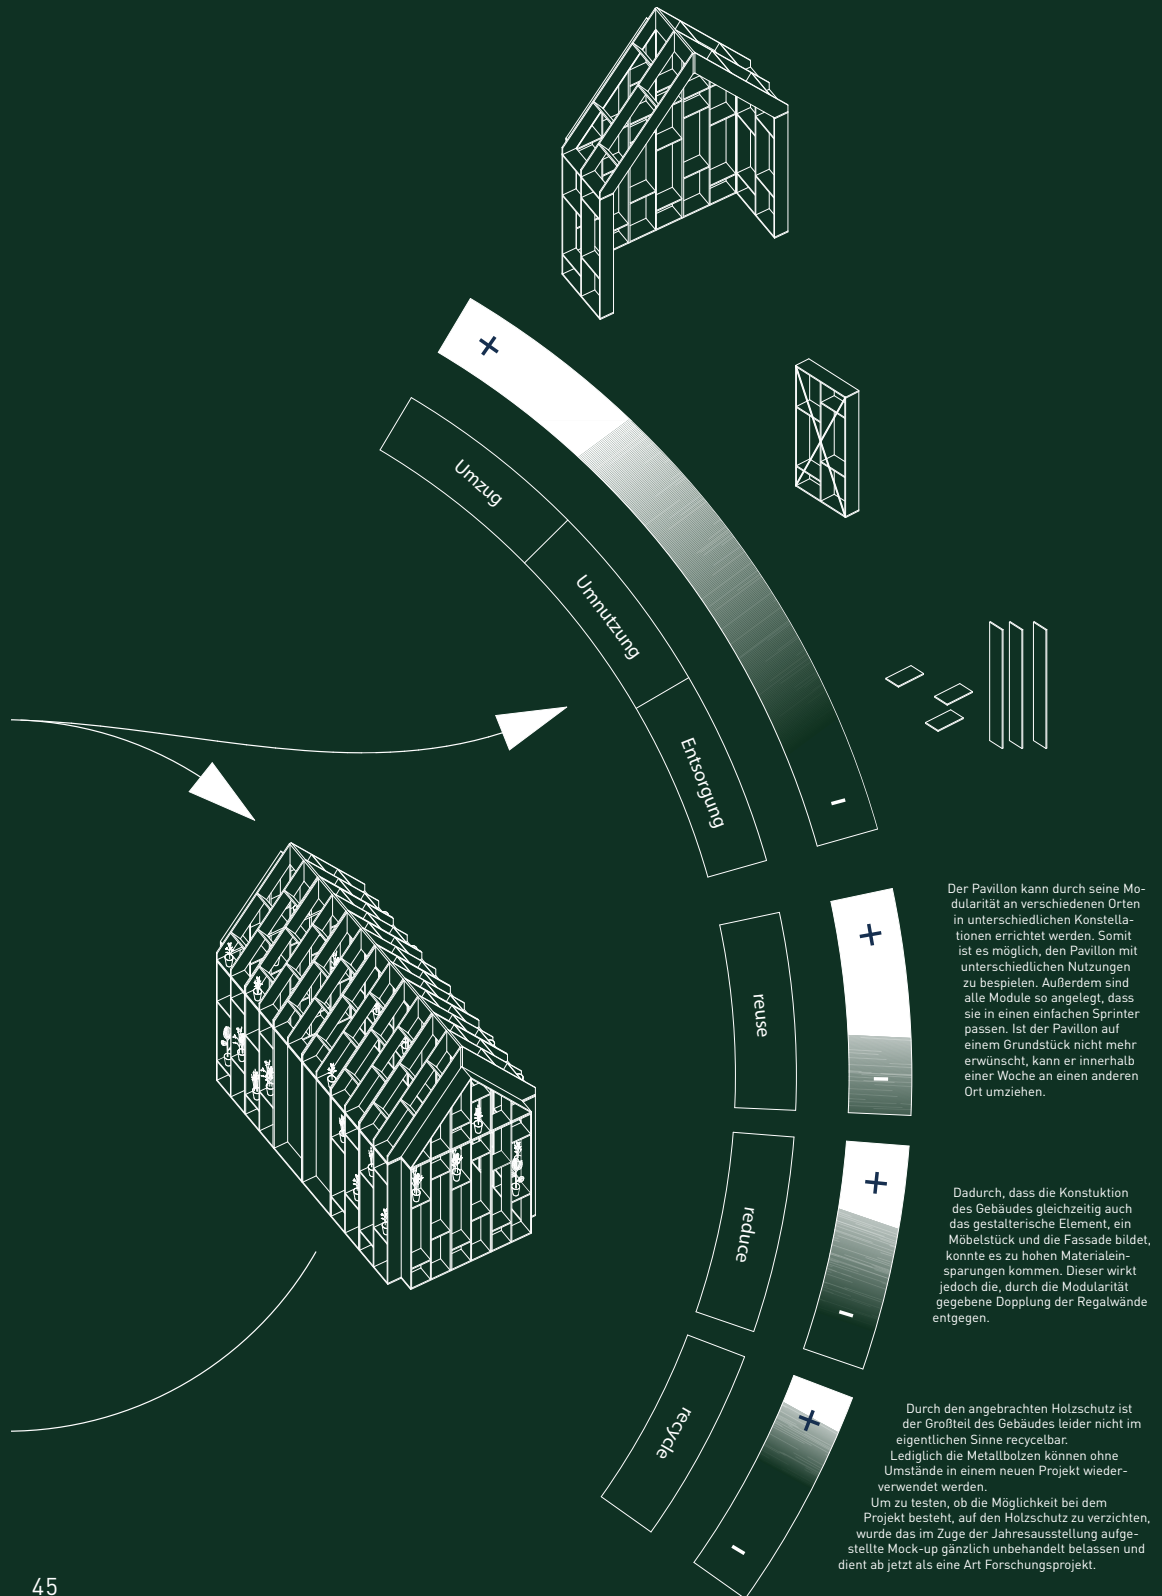 +
Umzug
Umnutzung
Entsorgung
-
Der Pavillon kann durch seine Mo-
dularität an verschiedenen Orten
in unterschiedlichen Konstella-
tionen errichtet werden. Somit
ist es möglich, den Pavillon mit
unterschiedlichen Nutzungen
zu bespielen. Außerdem sind
alle Module so angelegt, dass
sie in einen einfachen Sprinter
passen. Ist der Pavillon auf
einem Grundstück nicht mehr
erwünscht, kann er innerhalb
einer Woche an einen anderen
Ort umziehen.
+
reuse
-
Dadurch, dass die Konstuktion
des Gebäudes gleichzeitig auch
das gestalterische Element, ein
Möbelstück und die Fassade bildet,
konnte es zu hohen Materialein-
sparungen kommen. Dieser wirkt
jedoch die, durch die Modularität
gegebene Dopplung der Regalwände
entgegen.
+
reduce
-
Durch den angebrachten Holzschutz ist
der Großteil des Gebäudes leider nicht im
eigentlichen Sinne recycelbar.
Lediglich die Metallbolzen können ohne
Umstände in einem neuen Projekt wieder-
verwendet werden.
Um zu testen, ob die Möglichkeit bei dem
Projekt besteht, auf den Holzschutz zu verzichten,
wurde das im Zuge der Jahresausstellung aufge-
stellte Mock-up gänzlich unbehandelt belassen und
dient ab jetzt als eine Art Forschungsprojekt.
+
recycle
-
45